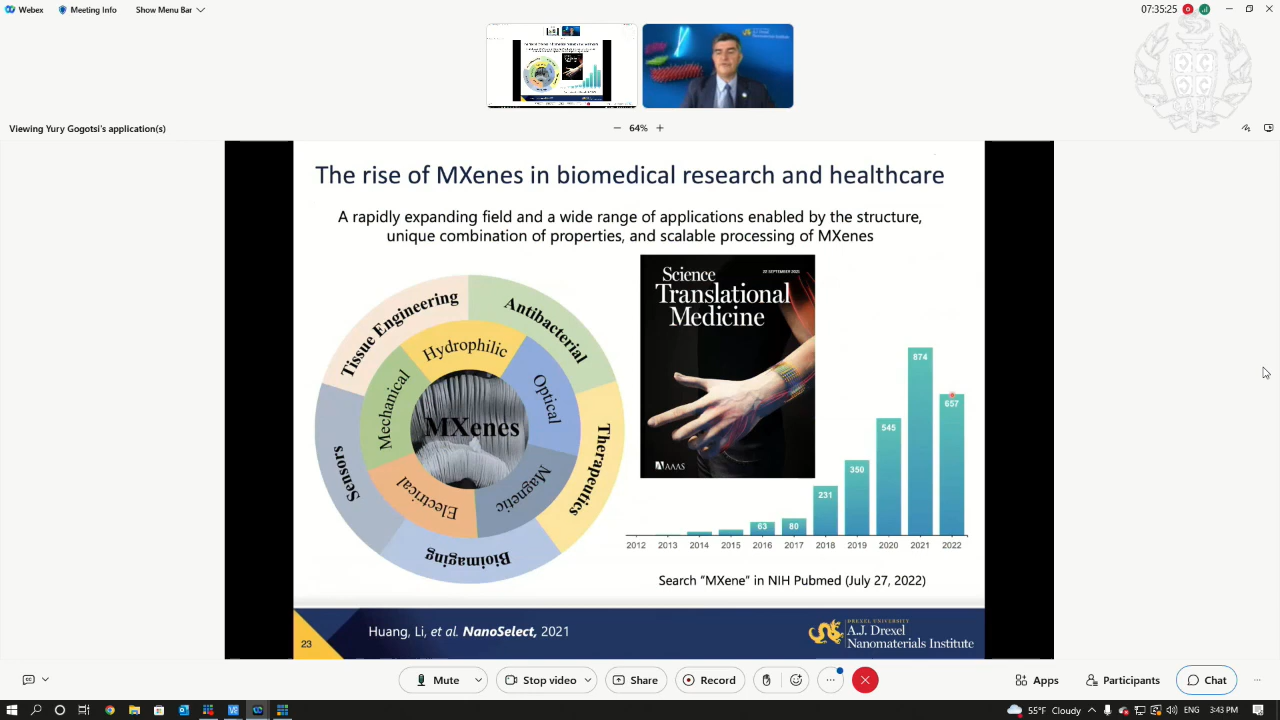 Webex
Meeting Info
Show Menu Bar
07:35:25
Viewing Yury Gogotsi's application(s)
64%
The rise of MXenes in biomedical research and healthcare
A rapidly expanding field and a wide range of applications enabled by the structure,
unique combination of properties, and scalable processing of MXenes
Tissue Engineering
Antibacterial
Therapeutics
Bioimaging
Sensors
Hydrophilic
Optical
Magnetic
Electrical
Mechanical
MXenes
Science
Translational
Medicine
AAAS
63
80
231
350
545
874
657
2012 2013 2014 2015 2016 2017 2018 2019 2020 2021 2022
Search "MXene" in NIH Pubmed (July 27, 2022)
23
Huang, Li, et al. NanoSelect, 2021
DREXEL UNIVERSITY
A.J. Drexel
Nanomaterials Institute
Mute
Stop video
Share
Record
Apps
Participants
Chat
55°F Cloudy
ENG
3:43 PM